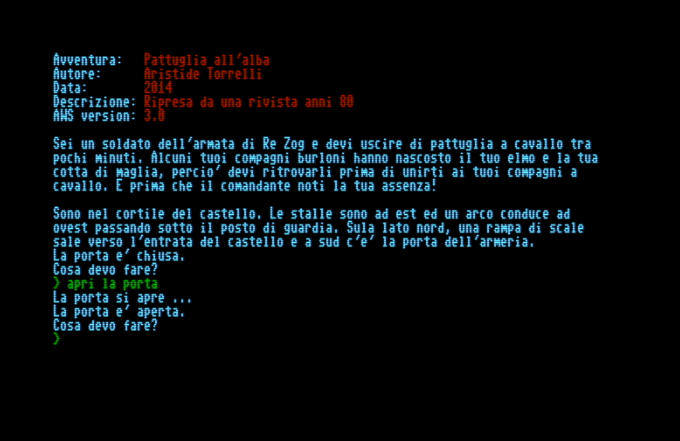 Avventura: Pattuglia all'alba
Autore: Aristide Torrelli
Data: 2014
Descrizione: Ripresa da una rivista anni 80
AWS version: 3.0
Sei un soldato dell'armata di Re Zog e devi uscire di pattuglia a cavallo tra
pochi minuti. Alcuni tuoi compagni burloni hanno nascosto il tuo elmo e la tua
cotta di maglia, percio' devi ritrovarli prima di unirti ai tuoi compagni a
cavallo. E prima che il comandante noti la tua assenza!
Sono nel cortile del castello. Le stalle sono ad est ed un arco conduce ad
ovest passando sotto il posto di guardia. Sula lato nord, una rampa di scale
sale verso l'entrata del castello e a sud c'e' la porta dell'armeria.
La porta e' chiusa.
Cosa devo fare?
> apri la porta
La porta si apre ...
La porta e' aperta.
Cosa devo fare?
>